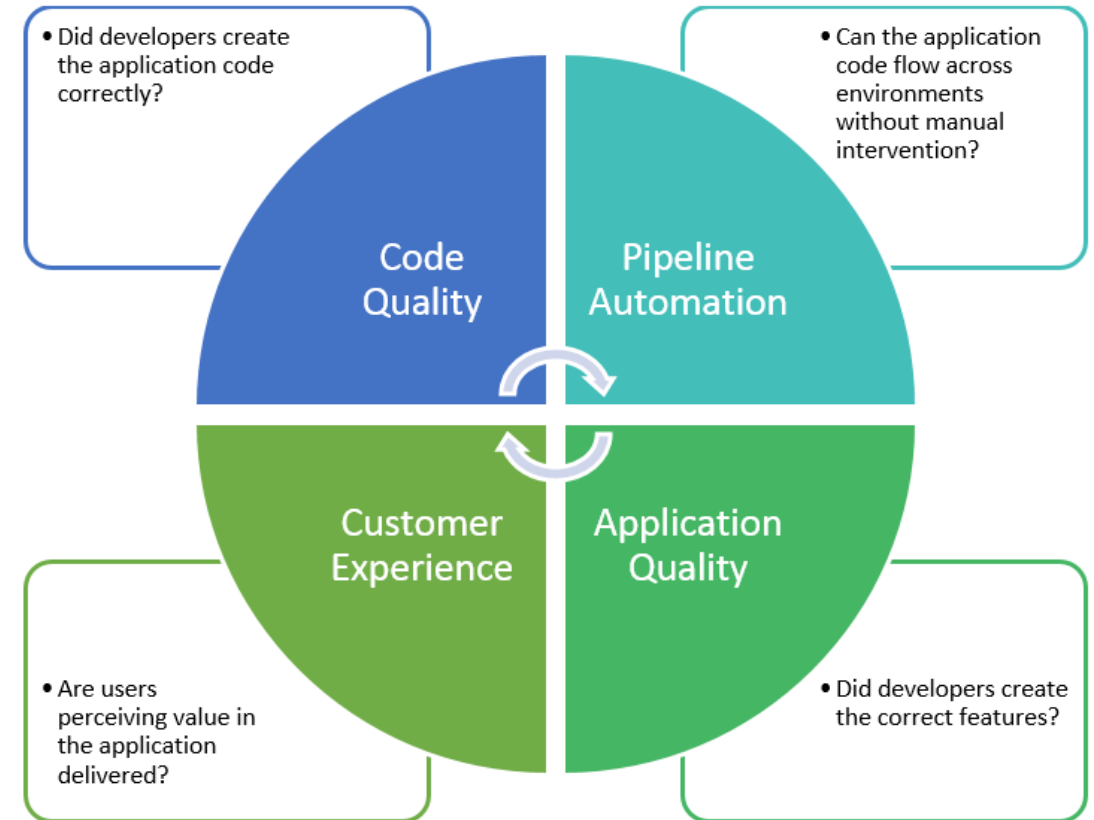 • Did developers create
the application code
correctly?
• Can the application
code flow across
environments
without manual
intervention?
Code
Quality
Pipeline
Automation
Customer
Experience
Application
Quality
• Are users
perceiving value in
the application
delivered?
• Did developers create
the correct features?